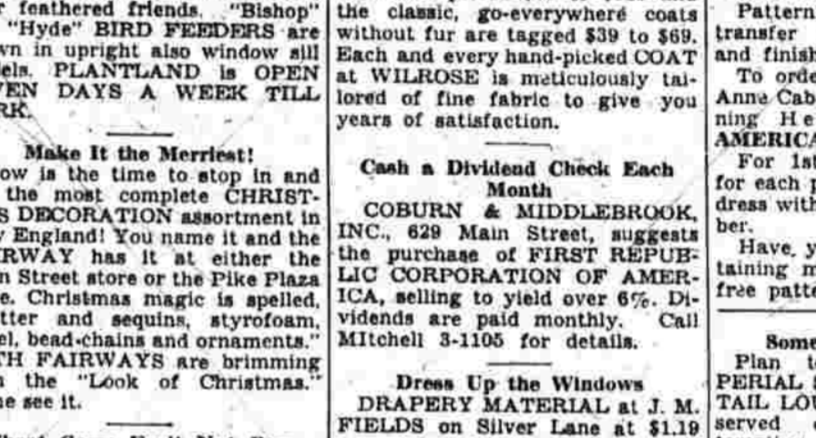 feathered friends. "Bishop"
"Hyde" BIRD FEEDERS are
in upright also window sill
PLANTLAND is OPEN
DAYS A WEEK TILL
Make It the Merriest!
is the time to stop in and
the most complete CHRIST-
DECORATION assortment in
England! You name it and the
has it at either the
Street store or the Pike Plaza
Christmas magic is spelled,
and sequins, styrofoam,
bead-chains and ornaments."
FAIRWAYS are brimming
the "Look of Christmas."
see it.
the classic, go-everywhere coats
without fur are tagged $39 to $69.
Each and every hand-picked COAT
at WILROSE is meticulously tai-
lored of fine fabric to give you
years of satisfaction.
Cash a Dividend Check Each
Month
COBURN & MIDDLEBROOK,
INC., 629 Main Street, suggests
the purchase of FIRST REPUB-
LIC CORPORATION OF AMER-
ICA, selling to yield over 6%. Di-
vidends are paid monthly. Call
MItchell 3-1105 for details.
Dress Up the Windows
DRAPERY MATERIAL at J. M.
FIELDS on Silver Lane at $1.19
Pattern
transfer
and finish
To orde
Anne Cab
ning He
AMERICA
For 1st
for each p
dress with
ber.
Have y
taining m
free patte
Some
Plan t
PERIAL S
TAIL LOU
served